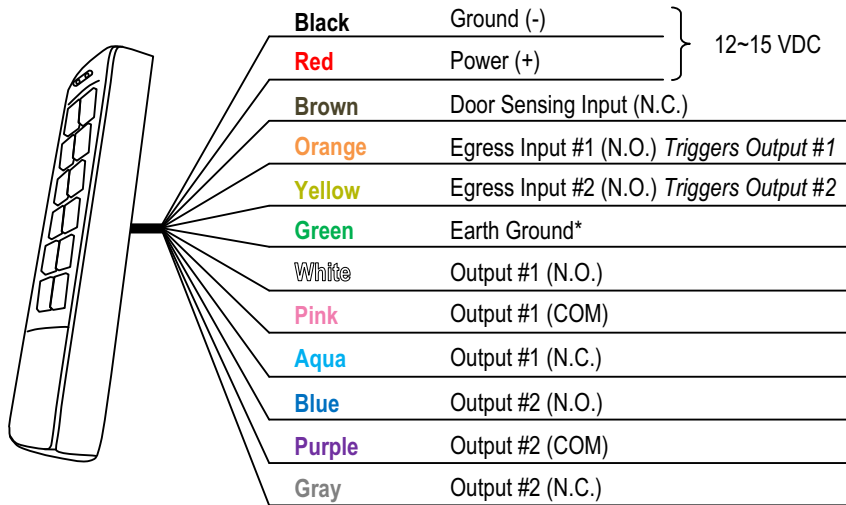 Black Ground (-)
12~15 VDC
Red Power (+)
Brown Door Sensing Input (N.C.)
Orange Egress Input #1 (N.O.) Triggers Output #1
Yellow Egress Input #2 (N.O.) Triggers Output #2
Green Earth Ground*
White Output #1 (N.O.)
Pink Output #1 (COM)
Aqua Output #1 (N.C.)
Blue Output #2 (N.O.)
Purple Output #2 (COM)
Gray Output #2 (N.C.)